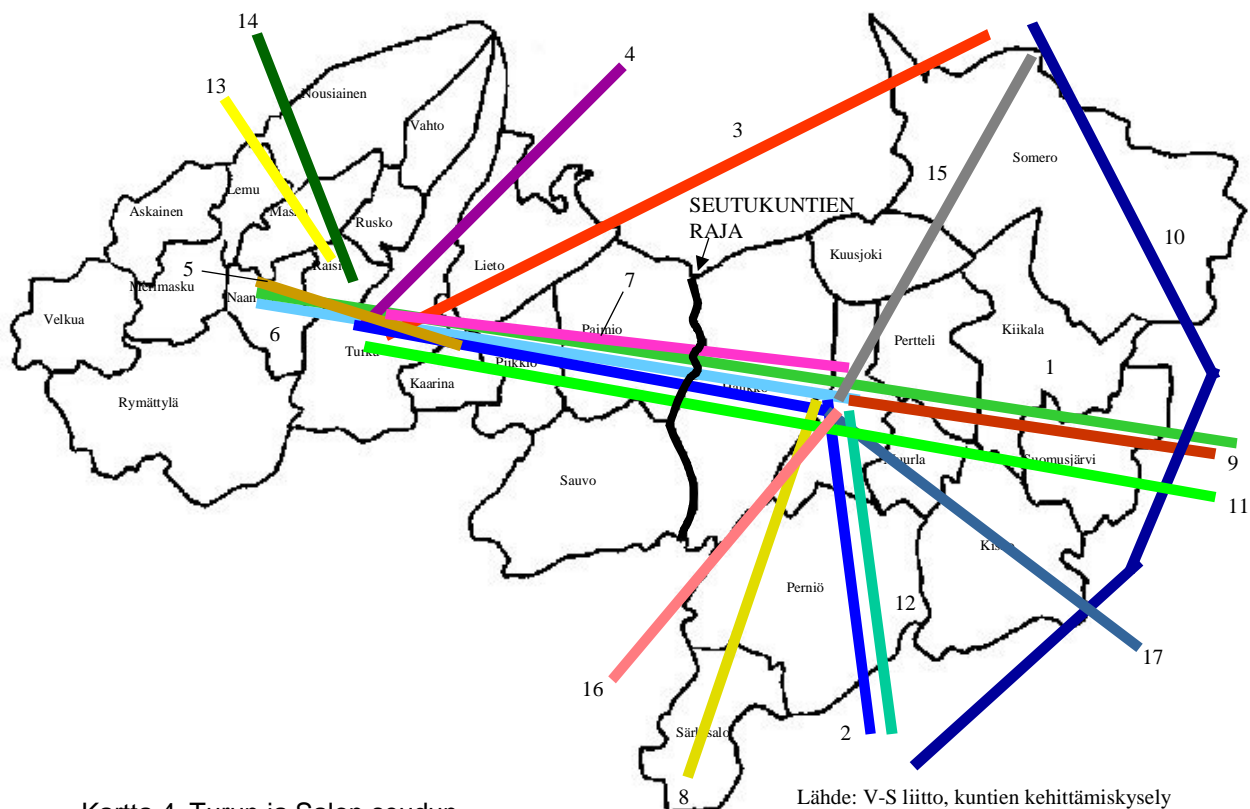 14
4
13
Nousiainen
Vahto
3
15
Somero
Lemu
Askainen
Masku
Rusko
SEUTUKUNTIEN
RAJA
10
Kuusjoki
5
Raisio
Lieto
7
Merimasku
Naan
Velkua
6
Paimio
Pertteli
Kiikala
Turku
Piikkiö
1
Rymättylä
Kaarina
Halikko
Suomusjärvi
9
Sauvo
11
Kisko
Perniö
12
17
16
2
Särkisalo
8
Lähde: V-S liitto, kuntien kehittämiskysely
Kartta 4. Turun ja Salon seudun